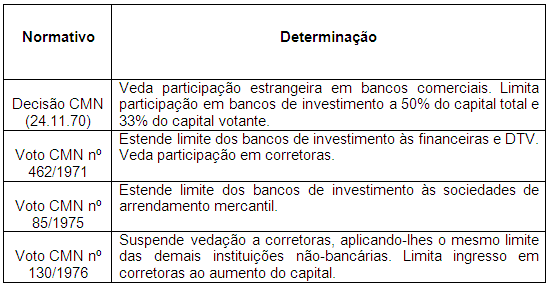 Normativo
Determinação
Decisão CMN
(24.11.70)
Veda participação estrangeira em bancos comerciais. Limita
participação em bancos de investimento a 50% do capital total e
33% do capital votante.
Voto CMN nº
462/1971
Estende limite dos bancos de investimento às financeiras e DTV.
Veda participação em corretoras.
Voto CMN nº
85/1975
Estende limite dos bancos de investimento às sociedades de
arrendamento mercantil.
Voto CMN nº
130/1976
Suspende vedação a corretoras, aplicando-lhes o mesmo limite
das demais instituições não-bancárias. Limita ingresso em
corretoras ao aumento do capital.